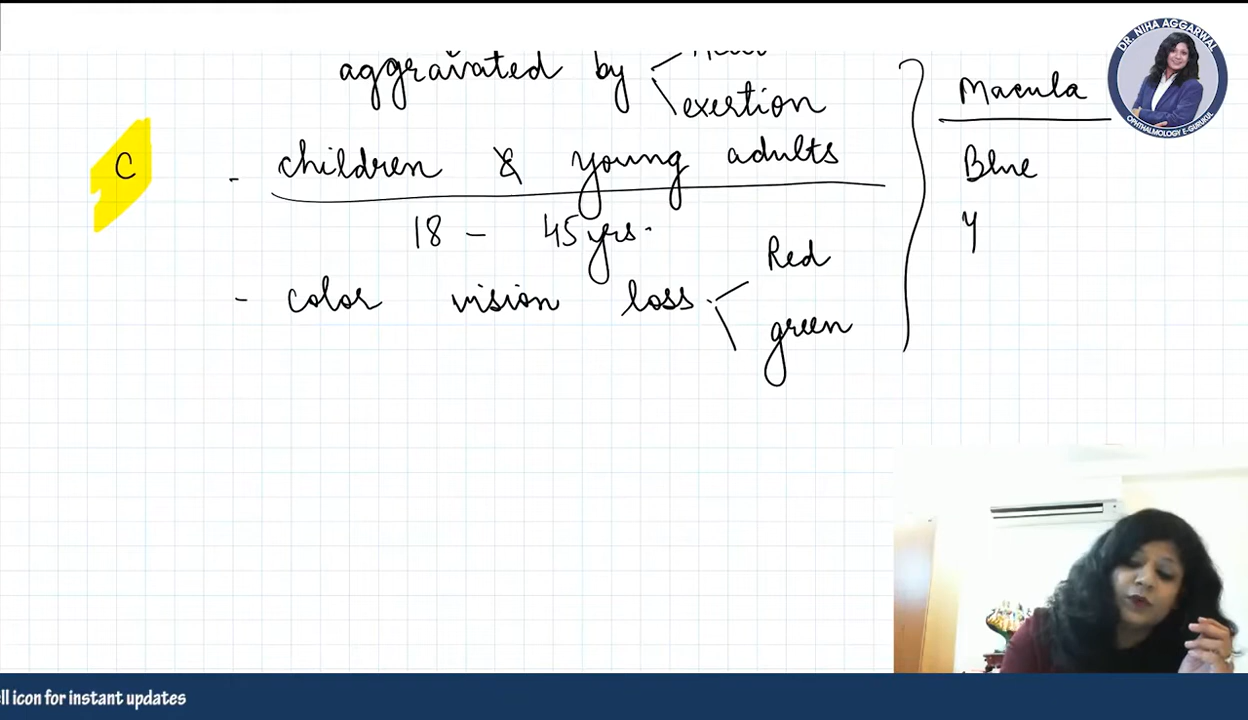 aggravated by
exertion
C - children & young adults
18 - 45 yrs.
- color vision loss
Red
green
Macula
Blue
Y
DR. NIHA AGGARWAL
OPHTHALMOLOGY E-GURUKUL
ll icon for instant updates